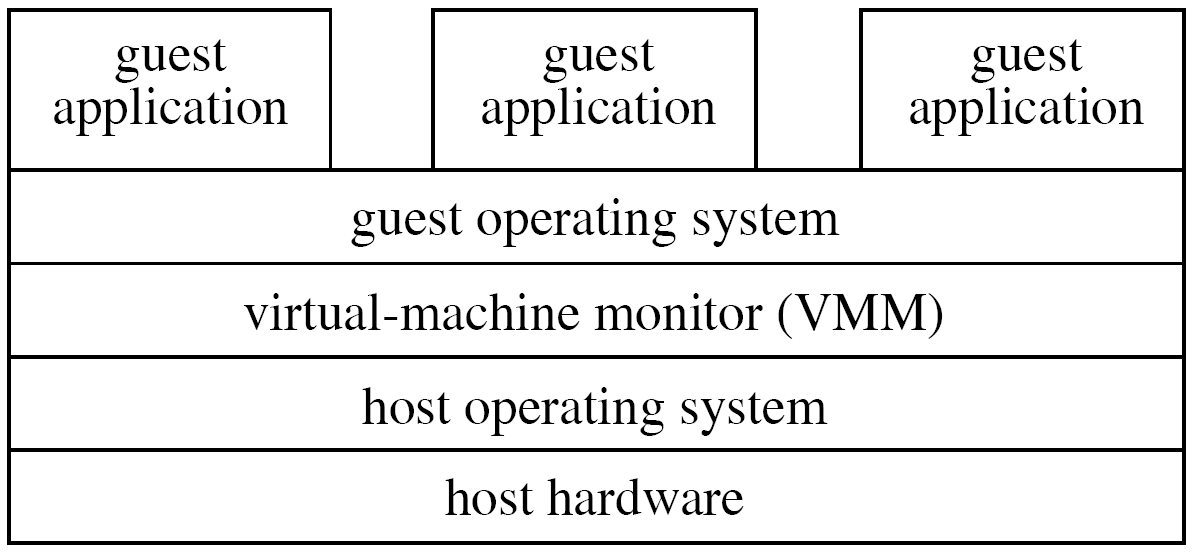 guest
application
guest
application
guest
application
guest operating system
virtual-machine monitor (VMM)
host operating system
host hardware